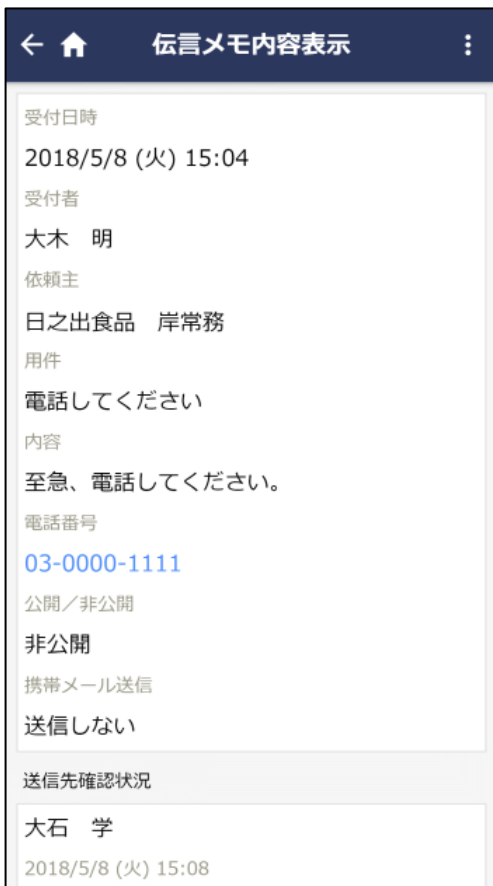 伝言メモ内容表示
受付日時
2018/5/8 (火) 15:04
受付者
大木　明
依頼主
日之出食品　岸常務
用件
電話してください
内容
至急、電話してください。
電話番号
03-0000-1111
公開／非公開
非公開
携帯メール送信
送信しない
送信先確認状況
大石　学
2018/5/8 (火) 15:08